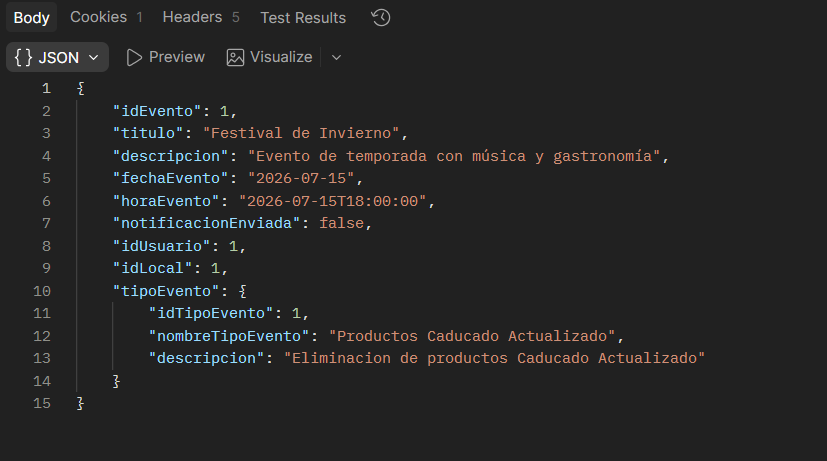 Body Cookies 1 Headers 5 Test Results
{} JSON Preview Visualize
1 {
2 "idEvento": 1,
3 "titulo": "Festival de Invierno",
4 "descripcion": "Evento de temporada con música y gastronomía",
5 "fechaEvento": "2026-07-15",
6 "horaEvento": "2026-07-15T18:00:00",
7 "notificacionEnviada": false,
8 "idUsuario": 1,
9 "idLocal": 1,
10 "tipoEvento": {
11 "idTipoEvento": 1,
12 "nombreTipoEvento": "Productos Caducado Actualizado",
13 "descripcion": "Eliminacion de productos Caducado Actualizado"
14 }
15 }